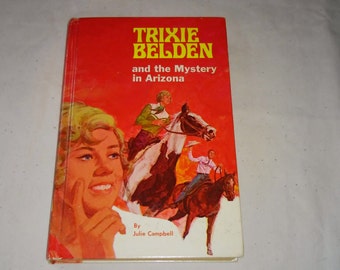 TRIXIE
BELDEN
and the Mystery
in Arizona
By
Julie Campbell